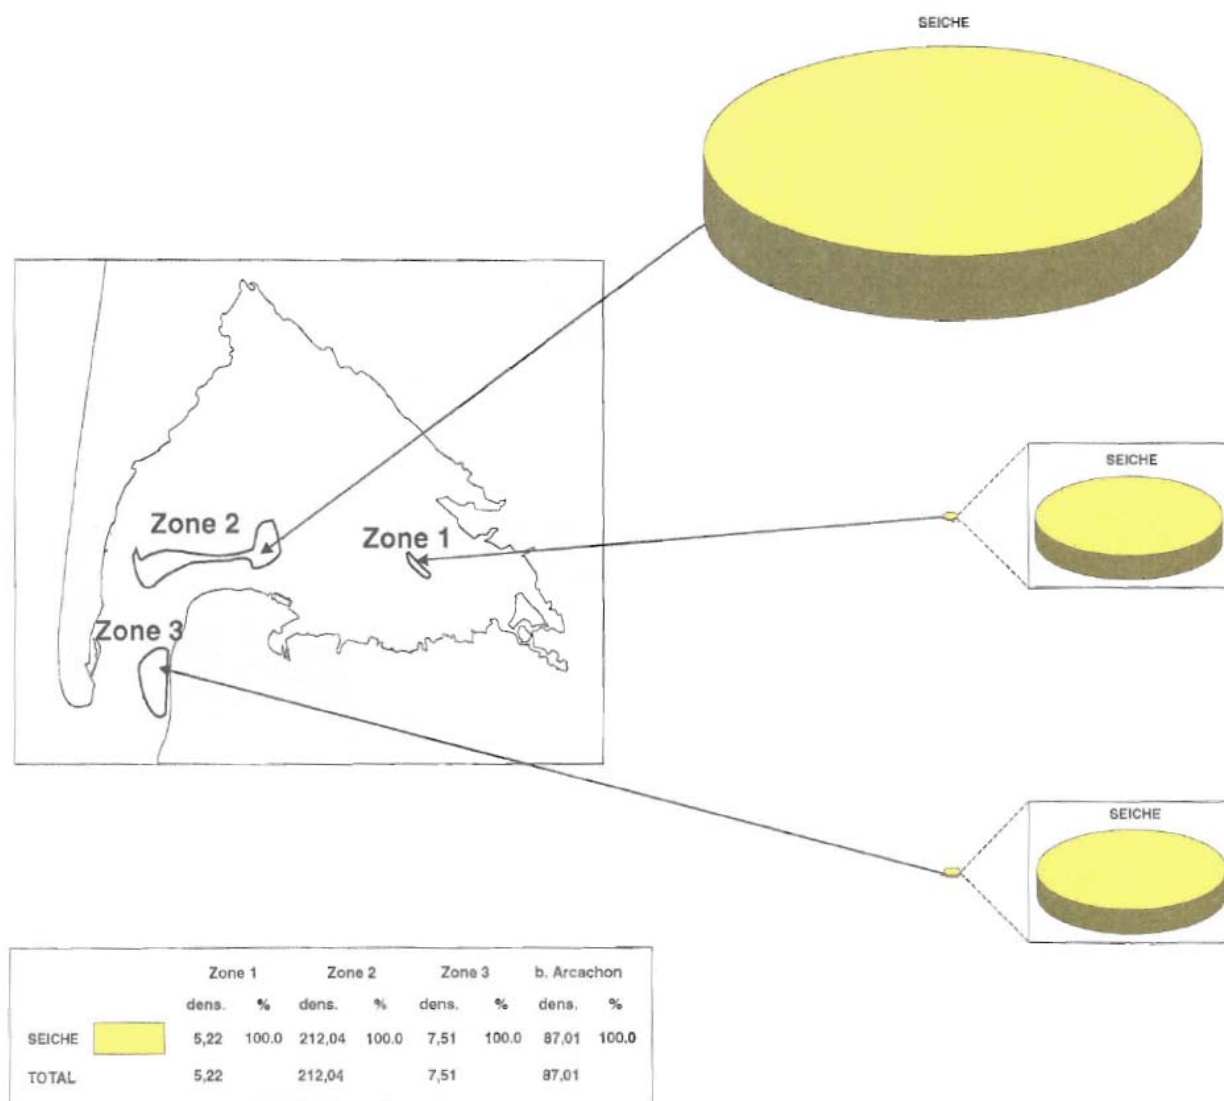 SEICHE
SEICHE
Zone 2
Zone 1
Zone 3
SEICHE
Zone 1 Zone 2 Zone 3 b. Arcachon
dens. % dens. % dens. % dens. %
SEICHE 5,22 100.0 212,04 100.0 7,51 100.0 87,01 100.0
TOTAL 5,22 212,04 7,51 87,01